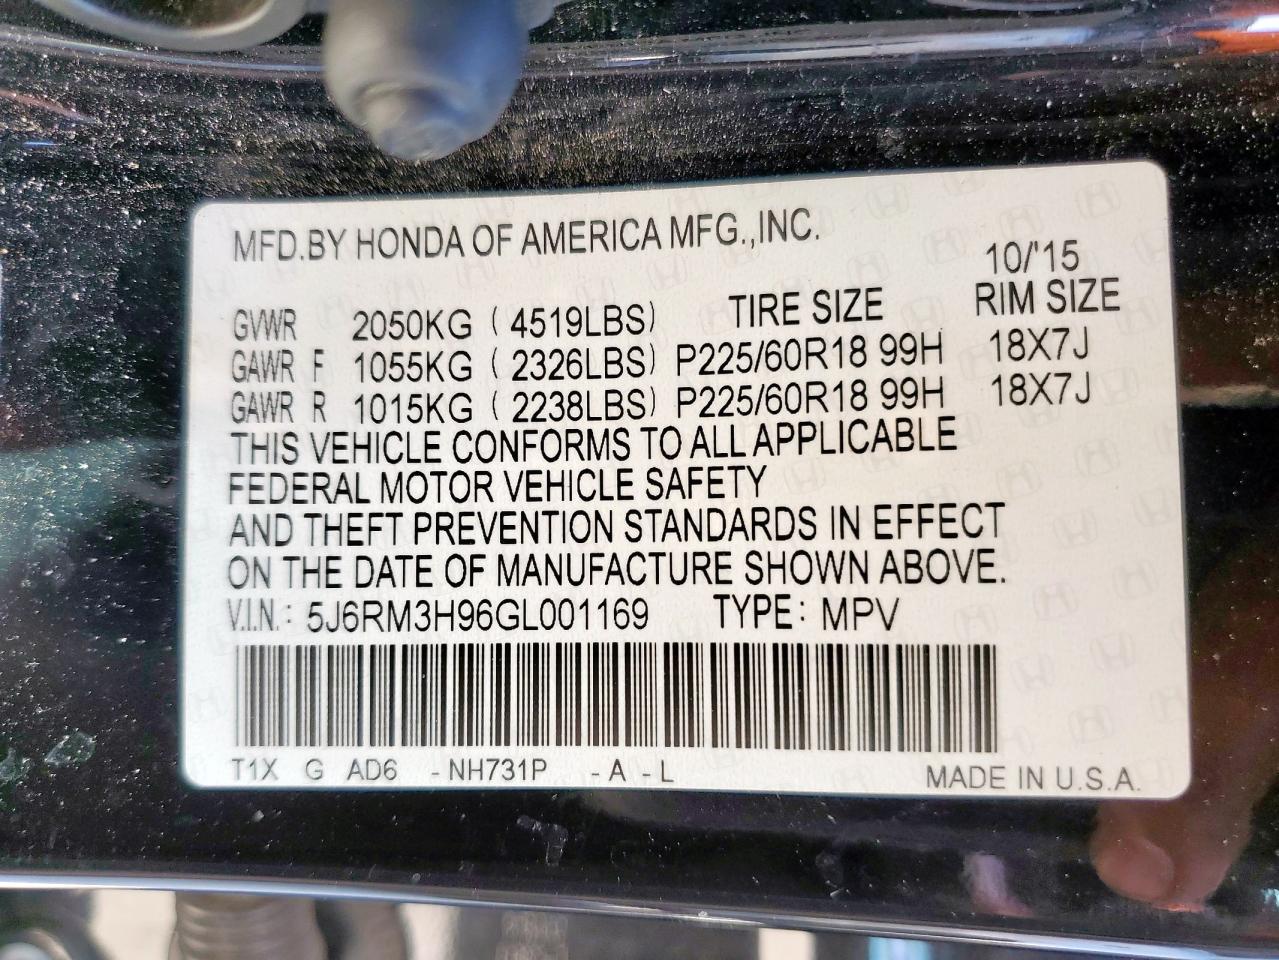 MFD.BY HONDA OF AMERICA MFG.,INC.
10/'15
GVWR 2050KG ( 4519LBS) TIRE SIZE RIM SIZE
GAWR F 1055KG ( 2326LBS) P225/60R18 99H 18X7J
GAWR R 1015KG ( 2238LBS) P225/60R18 99H 18X7J
THIS VEHICLE CONFORMS TO ALL APPLICABLE
FEDERAL MOTOR VEHICLE SAFETY
AND THEFT PREVENTION STANDARDS IN EFFECT
ON THE DATE OF MANUFACTURE SHOWN ABOVE.
V.I.N.: 5J6RM3H96GL001169 TYPE: MPV
T1X G AD6 -NH731P -A -L MADE IN U.S.A.